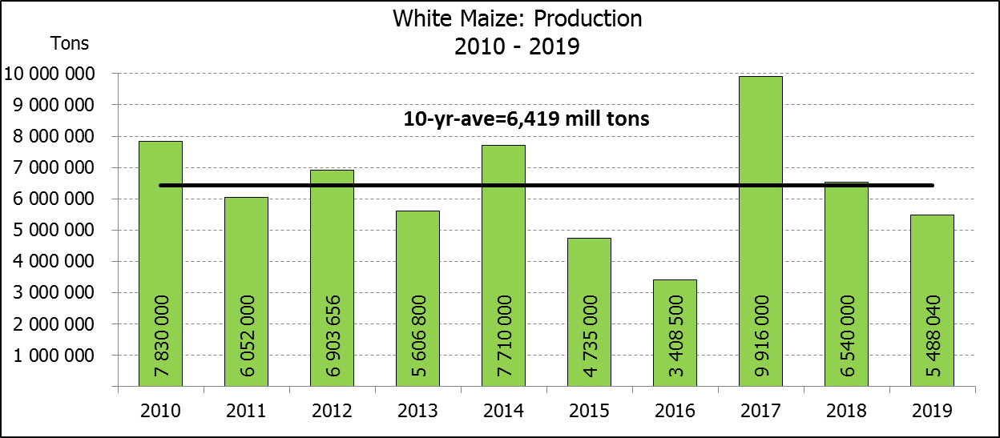 White Maize: Production
2010 - 2019
Tons
10 000 000
9 000 000
8 000 000
7 000 000
6 000 000
5 000 000
4 000 000
3 000 000
2 000 000
1 000 000
10-yr-ave=6,419 mill tons
7 830 000
6 052 000
6 903 656
5 606 800
7 710 000
4 735 000
3 408 500
9 916 000
6 540 000
5 488 040
2010 2011 2012 2013 2014 2015 2016 2017 2018 2019